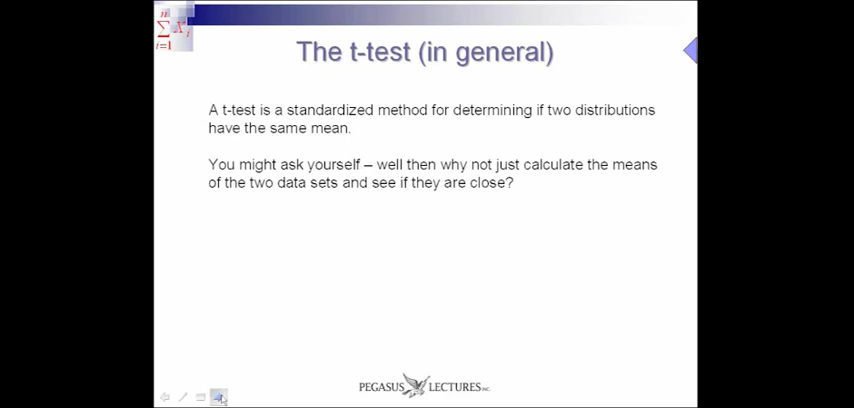 n
∑ Xi
i=1
The t-test (in general)
A t-test is a standardized method for determining if two distributions
have the same mean.
You might ask yourself – well then why not just calculate the means
of the two data sets and see if they are close?
PEGASUS LECTURES INC.